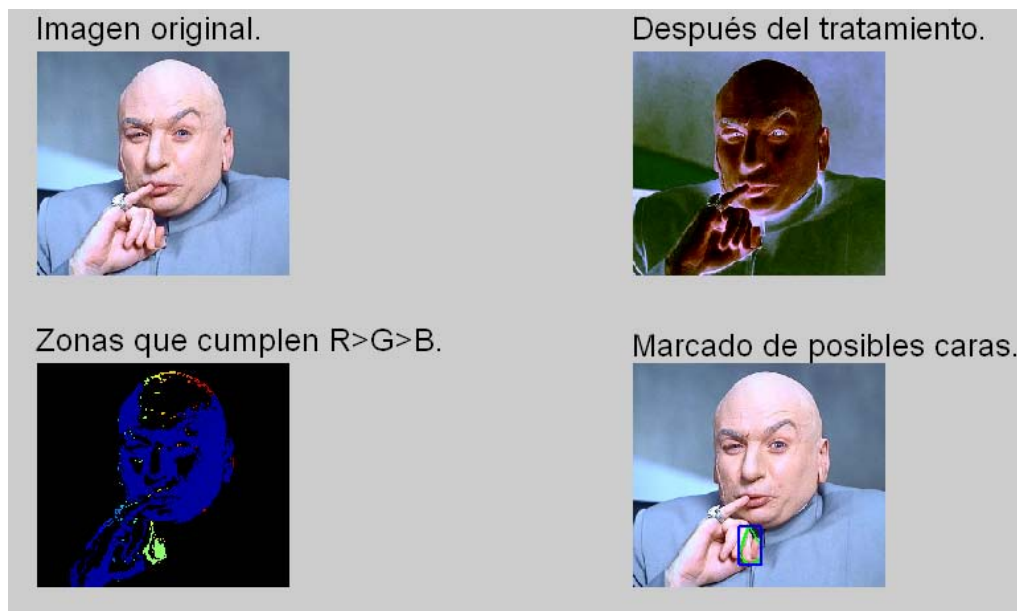 Imagen original.
Después del tratamiento.
Zonas que cumplen R>G>B.
Marcado de posibles caras.